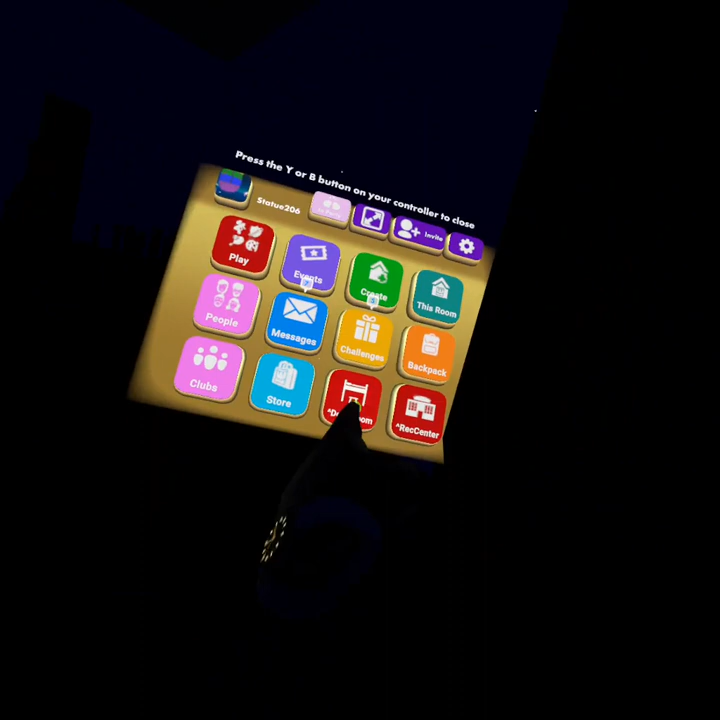 Press the Y or B button on your controller to close
Statue206
Invite
Play
Events
Create
This Room
People
Messages
Challenges
Backpack
Clubs
Store
^RecCenter